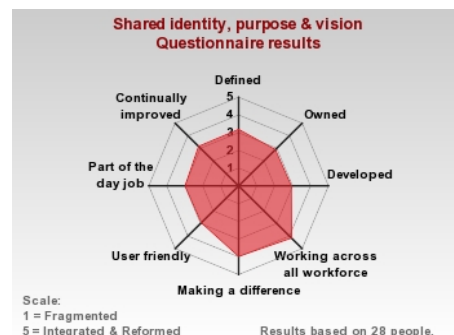 Shared identity, purpose & vision
Questionnaire results
Defined
Continually
improved
Owned
5
4
3
2
1
Part of the
day job
Developed
User friendly
Working across
all workforce
Making a difference
Scale:
1 = Fragmented
5 = Integrated & Reformed
Results based on 28 people.